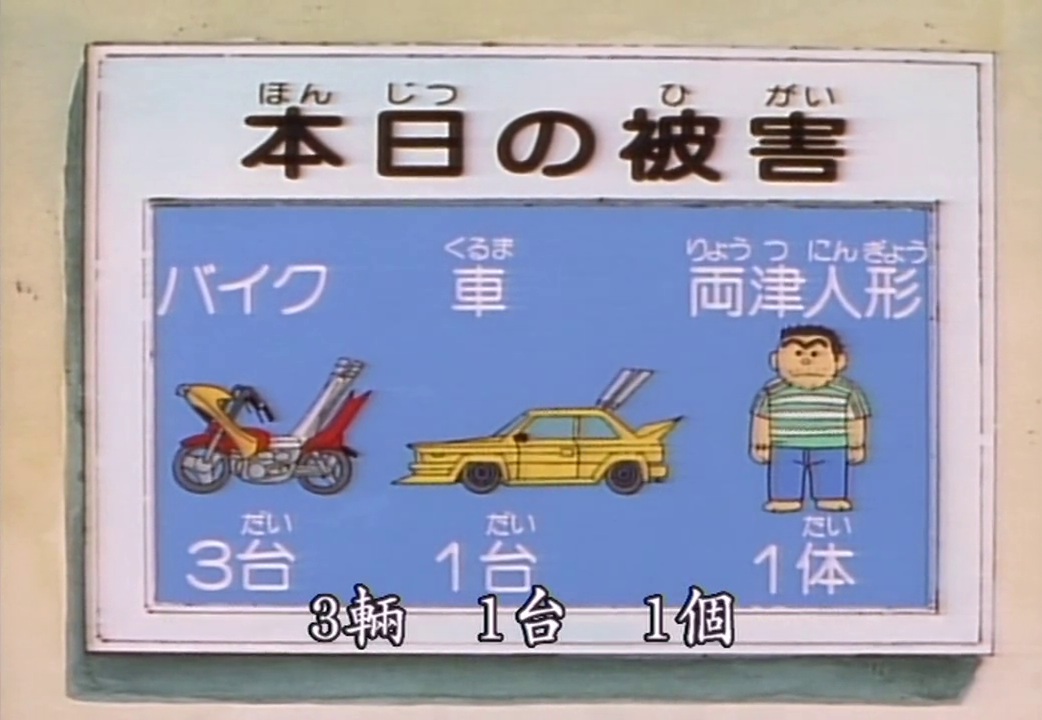 ほん じつ ひ がい
本日の被害
くるま りょう つ にん ぎょう
バイク 車 両津人形
だい だい たい
3台 1台 1体
3輛 1台 1個